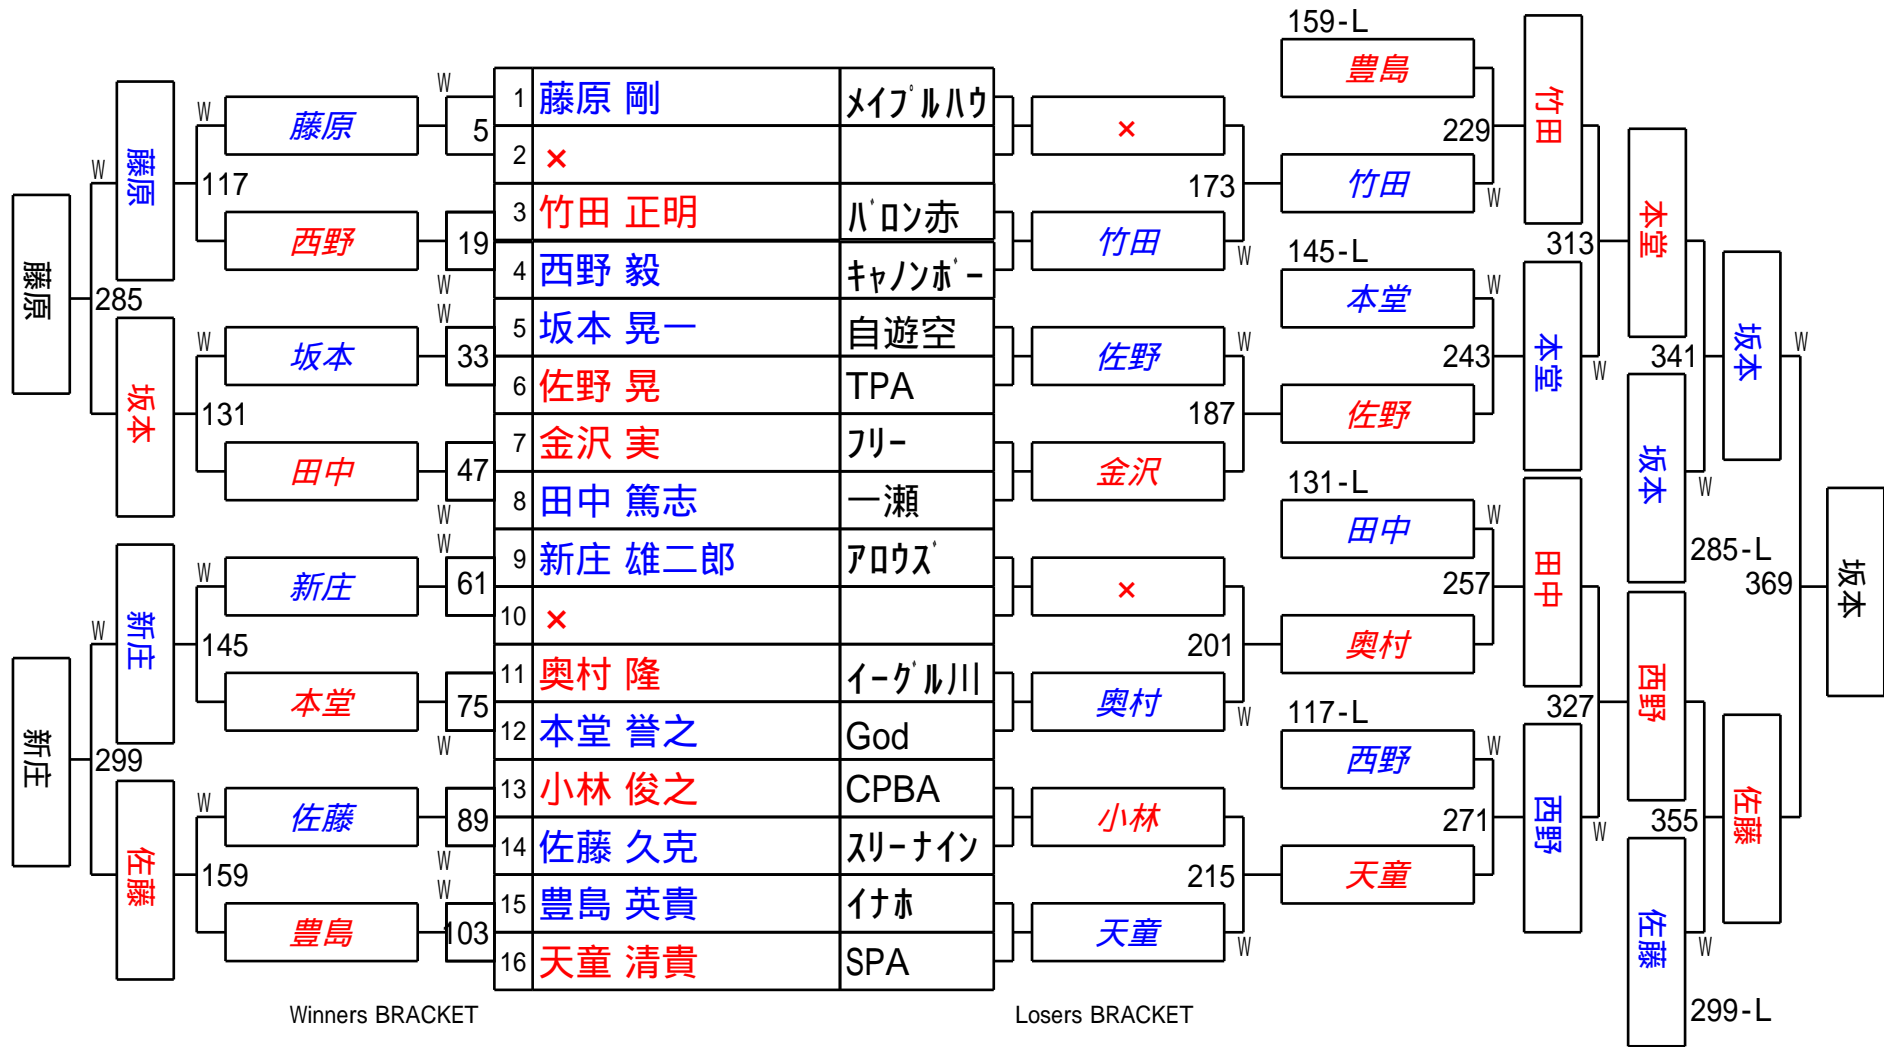 159-L
豊島
W
1 藤原 剛 メイプルハウ
W
藤原
5
×
竹田
藤原
2 ×
229
W
117
173
竹田
W
本堂
藤原
西野
19
3 竹田 正明 バロン赤
竹田
W
313
4 西野 毅 キャノンボー
W
145-L
本堂
W
坂本
W
285
W
坂本
33
W
5 坂本 晃一 自遊空
佐野
W
243
本堂
W
341
坂本
131
6 佐野 晃 TPA
187
佐野
坂本
W
田中
47
7 金沢 実 フリー
金沢
131-L
田中
W
8 田中 篤志 一瀬
W
285-L
369
坂本
新庄
61
W
W
9 新庄 雄二郎 アロウズ
×
257
田中
W
新庄
145
10 ×
201
奥村
西野
本堂
75
11 奥村 隆 イーグル川
奥村
W
117-L
西野
W
327
12 本堂 誉之 God
W
新庄
299
佐藤
W
89
13 小林 俊之 CPBA
小林
271
西野
W
355
佐藤
佐藤
159
14 佐藤 久克 スリーナイン
W
215
天童
W
豊島
103
15 豊島 英貴 イナホ
天童
W
佐藤
W
16 天童 清貴 SPA
299-L
Winners BRACKET
Losers BRACKET